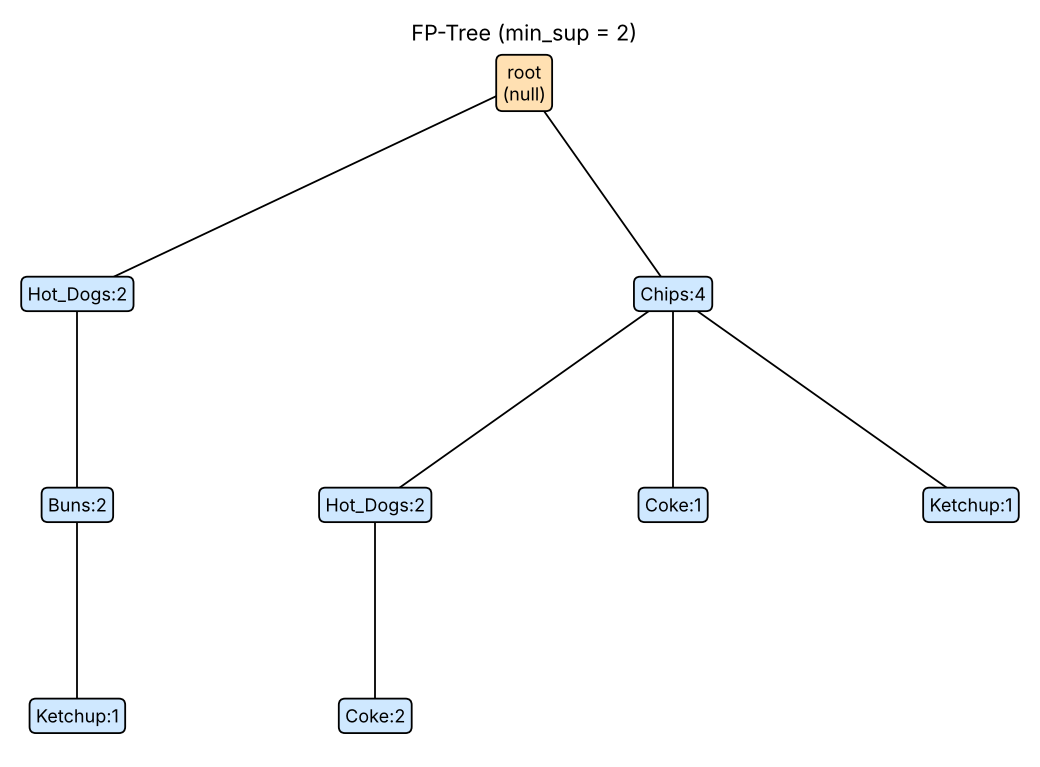 FP-Tree (min_sup = 2)
root
(null)
Hot_Dogs:2
Chips:4
Buns:2
Hot_Dogs:2
Coke:1
Ketchup:1
Ketchup:1
Coke:2